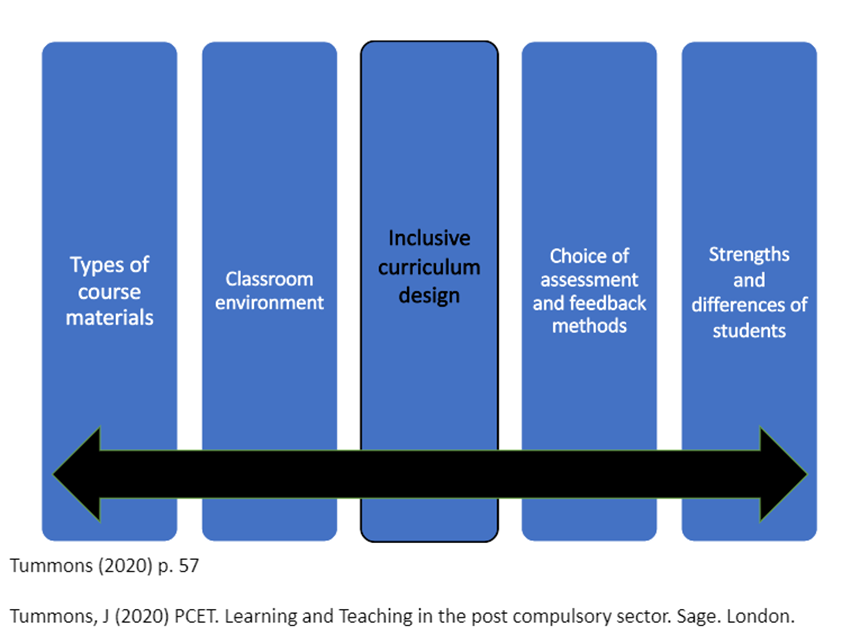 Types of
course
materials
Classroom
environment
Inclusive
curriculum
design
Choice of
assessment
and feedback
methods
Strengths
and
differences of
students
Tummons (2020) p. 57
Tummons, J (2020) PCET. Learning and Teaching in the post compulsory sector. Sage. London.